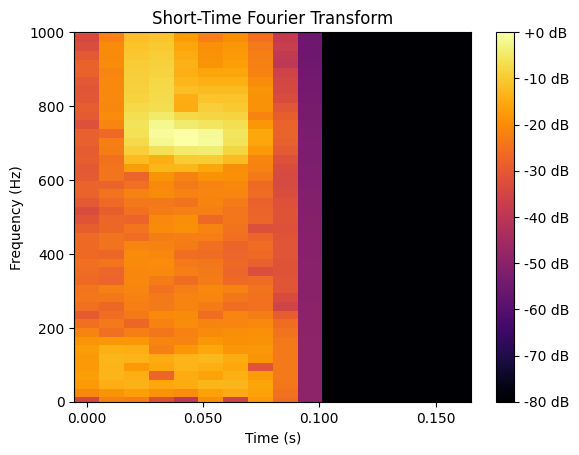 Short-Time Fourier Transform
1000
800
600
400
200
0
Frequency (Hz)
0.000
0.050
0.100
0.150
Time (s)
+0 dB
-10 dB
-20 dB
-30 dB
-40 dB
-50 dB
-60 dB
-70 dB
-80 dB